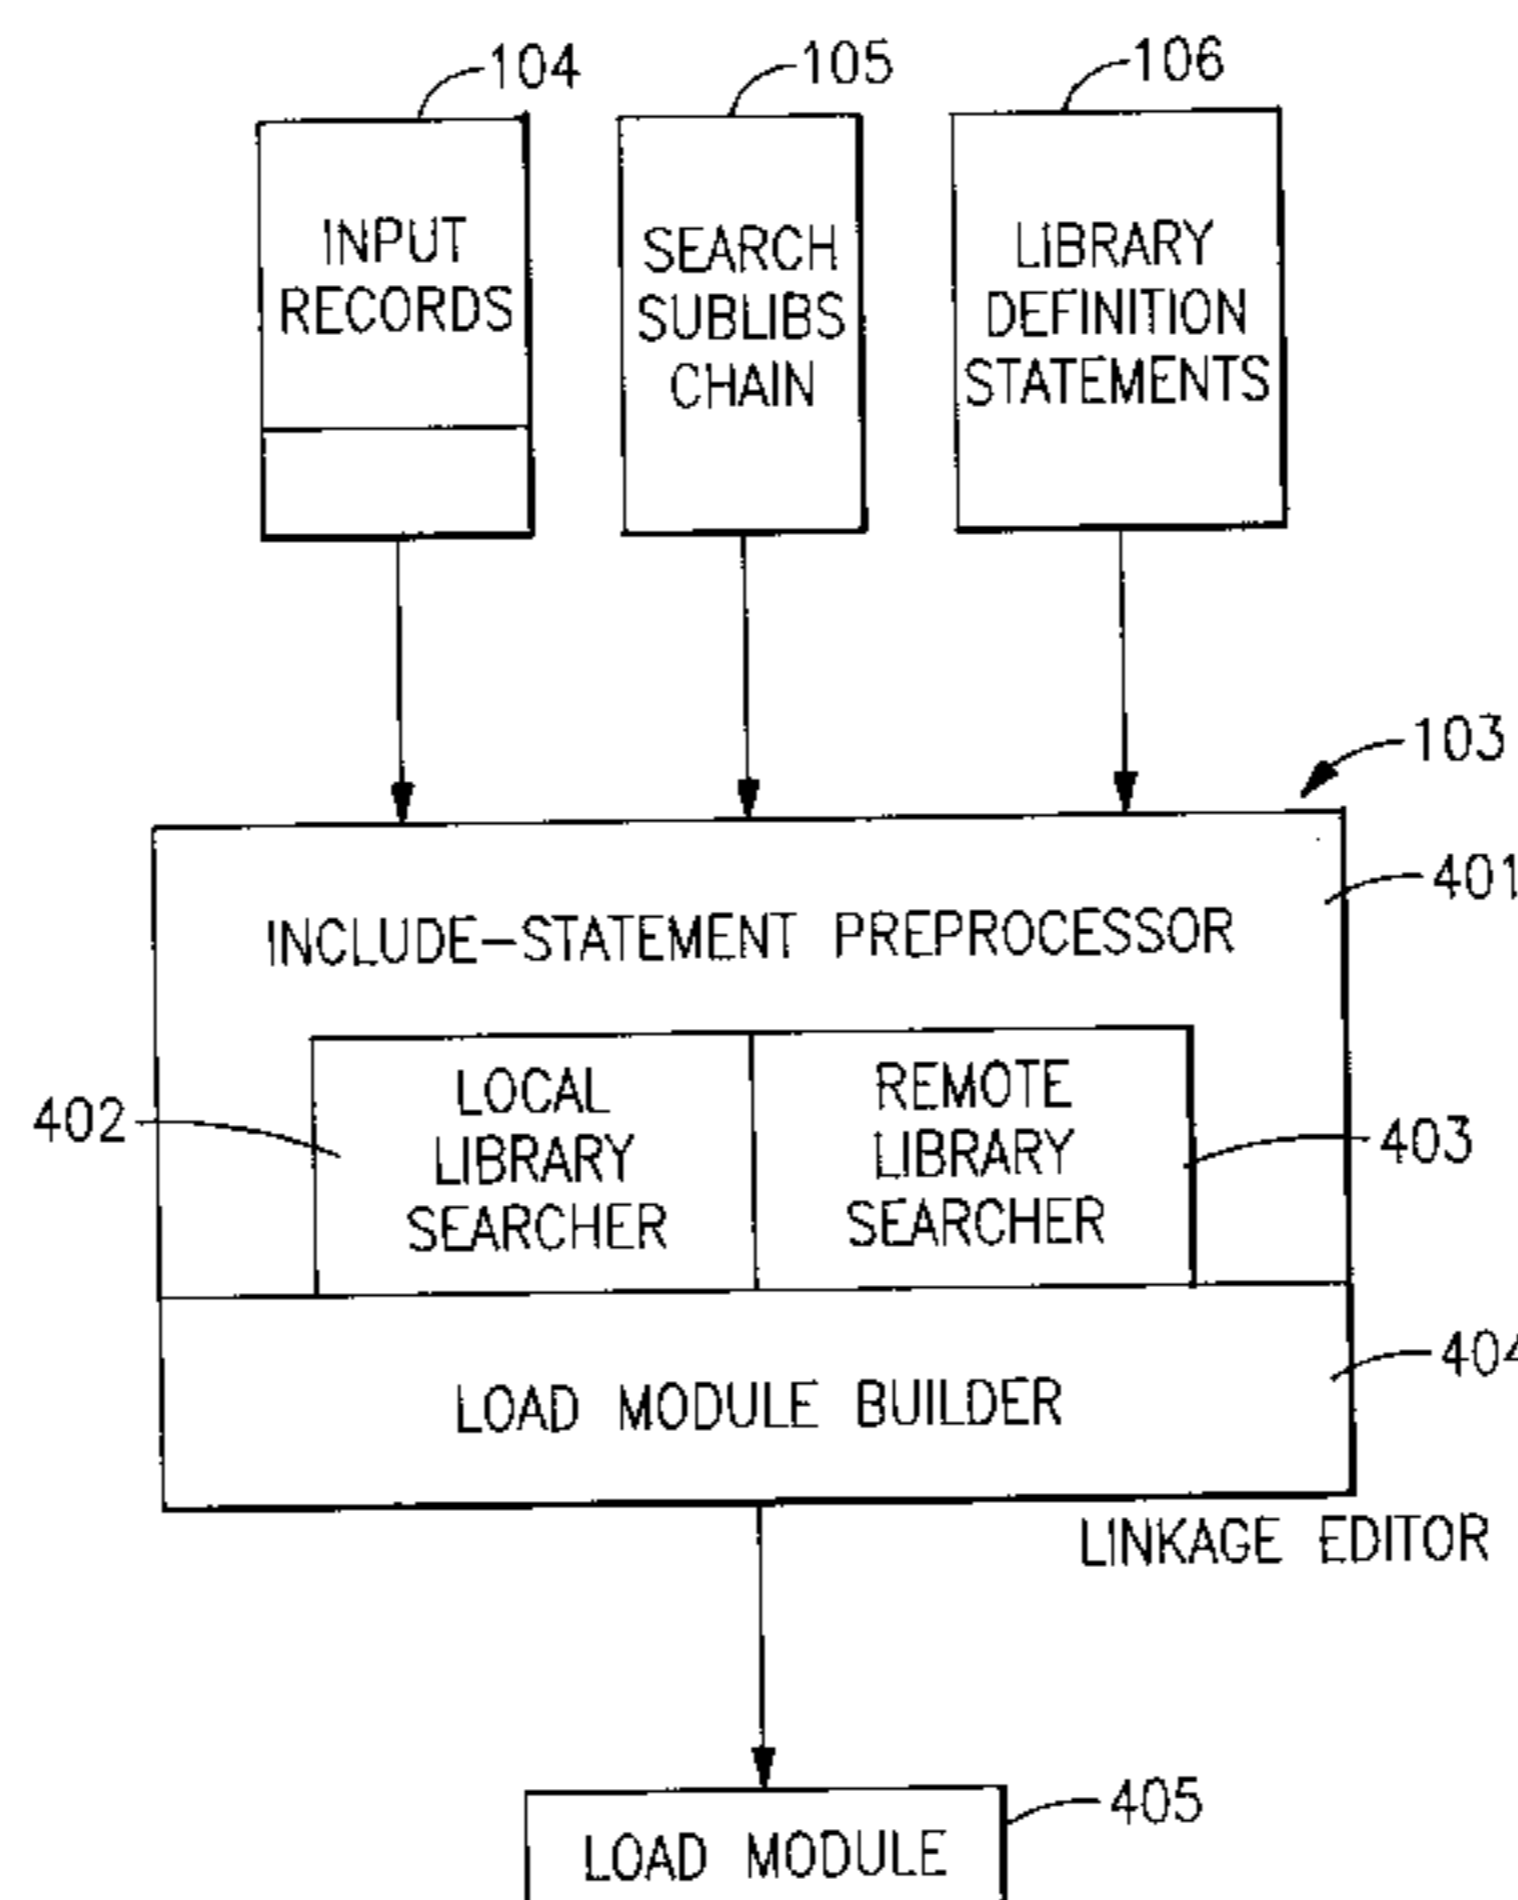 104
105
106
INPUT
RECORDS
SEARCH
SUBLIBS
CHAIN
LIBRARY
DEFINITION
STATEMENTS
103
401
INCLUDE-STATEMENT PREPROCESSOR
402
LOCAL
LIBRARY
SEARCHER
REMOTE
LIBRARY
SEARCHER
403
404
LOAD MODULE BUILDER
LINKAGE EDITOR
405
LOAD MODULE